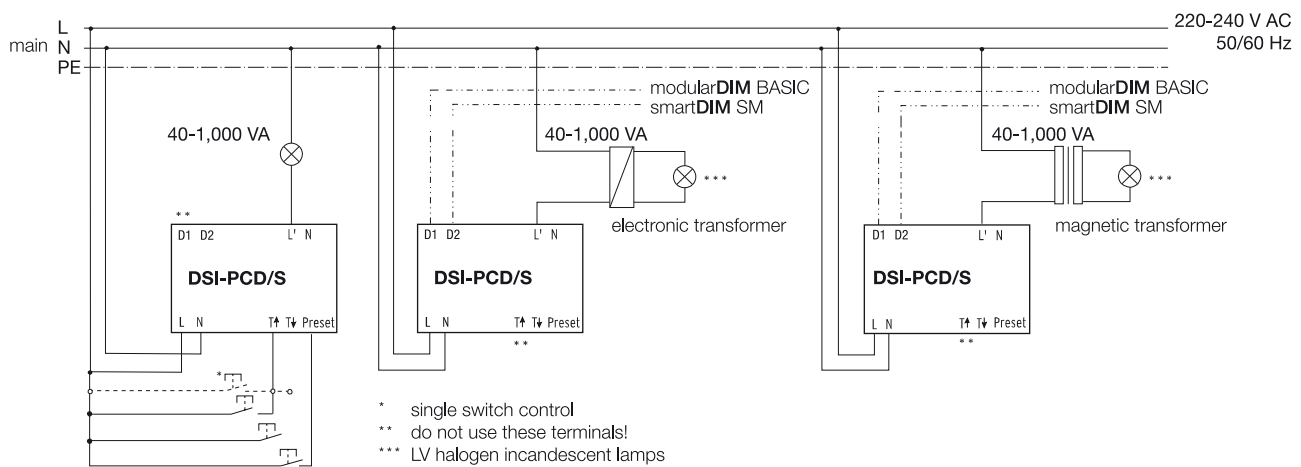 L
220-240 V AC
main N
50/60 Hz
PE
modularDIM BASIC
smartDIM SM
modularDIM BASIC
smartDIM SM
40-1,000 VA
40-1,000 VA
40-1,000 VA
***
***
**
electronic transformer
magnetic transformer
D1 D2 L' N
D1 D2 L' N
D1 D2 L' N
DSI-PCD/S
DSI-PCD/S
DSI-PCD/S
L N T↑ T↓ Preset
L N T↑ T↓ Preset
L N T↑ T↓ Preset
**
**
*
* single switch control
** do not use these terminals!
*** LV halogen incandescent lamps